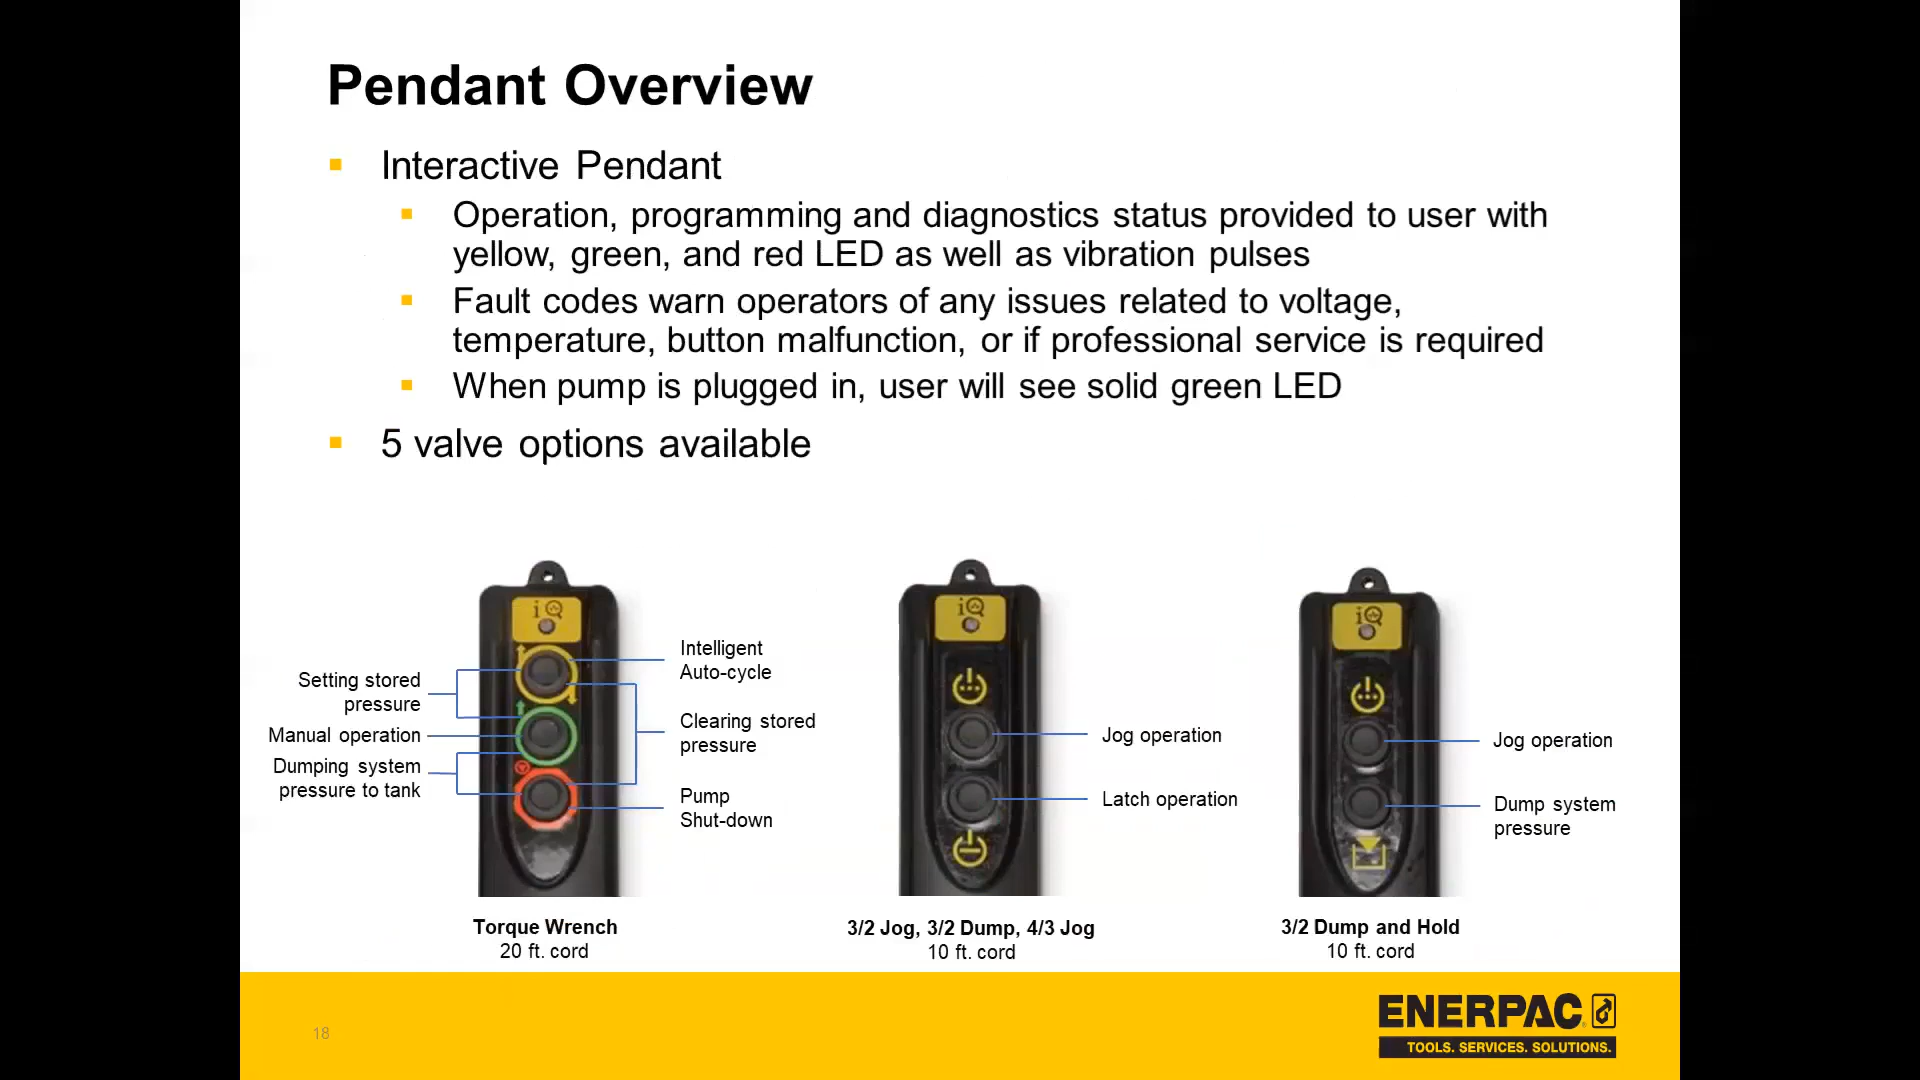 Pendant Overview
Interactive Pendant
Operation, programming and diagnostics status provided to user with
yellow, green, and red LED as well as vibration pulses
Fault codes warn operators of any issues related to voltage,
temperature, button malfunction, or if professional service is required
When pump is plugged in, user will see solid green LED
5 valve options available
Setting stored
pressure
Manual operation
Dumping system
pressure to tank
iQ
Intelligent
Auto-cycle
Clearing stored
pressure
Pump
Shut-down
Torque Wrench
20 ft. cord
iQ
Jog operation
Latch operation
3/2 Jog, 3/2 Dump, 4/3 Jog
10 ft. cord
iQ
Jog operation
Dump system
pressure
3/2 Dump and Hold
10 ft. cord
18
ENERPAC
TOOLS. SERVICES. SOLUTIONS.